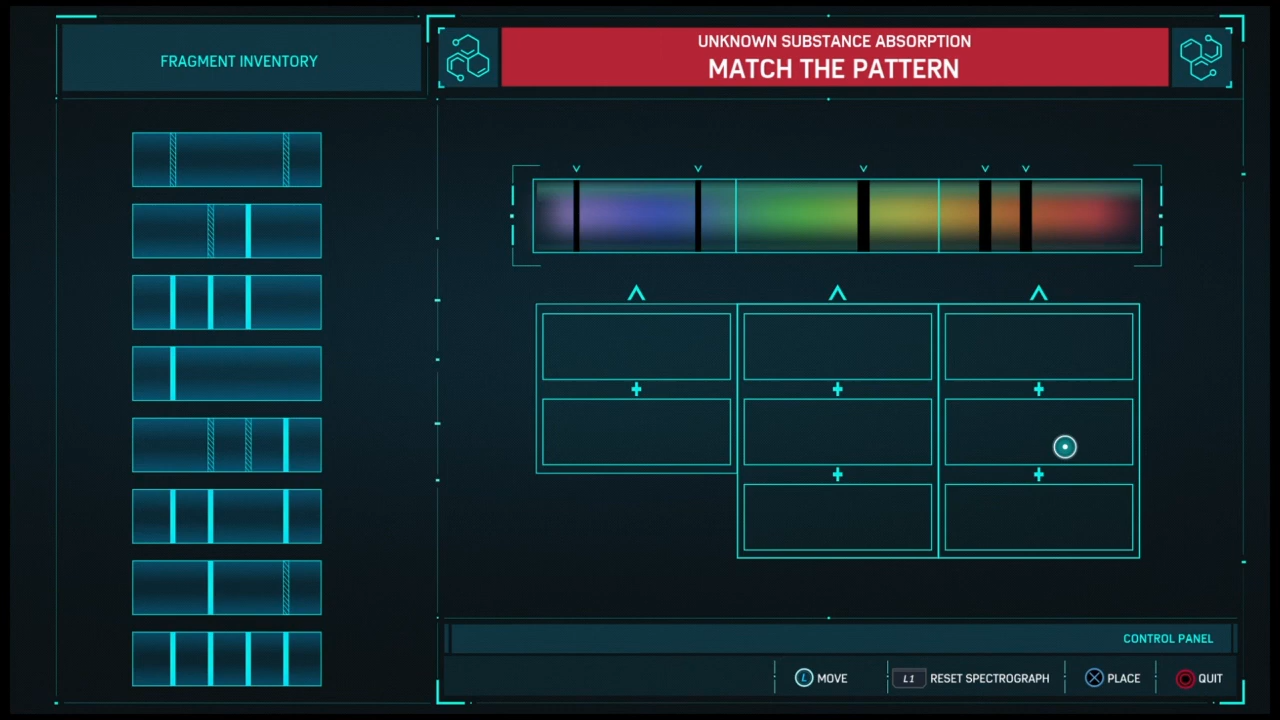 FRAGMENT INVENTORY
UNKNOWN SUBSTANCE ABSORPTION
MATCH THE PATTERN
CONTROL PANEL
L MOVE
L1 RESET SPECTROGRAPH
PLACE
QUIT